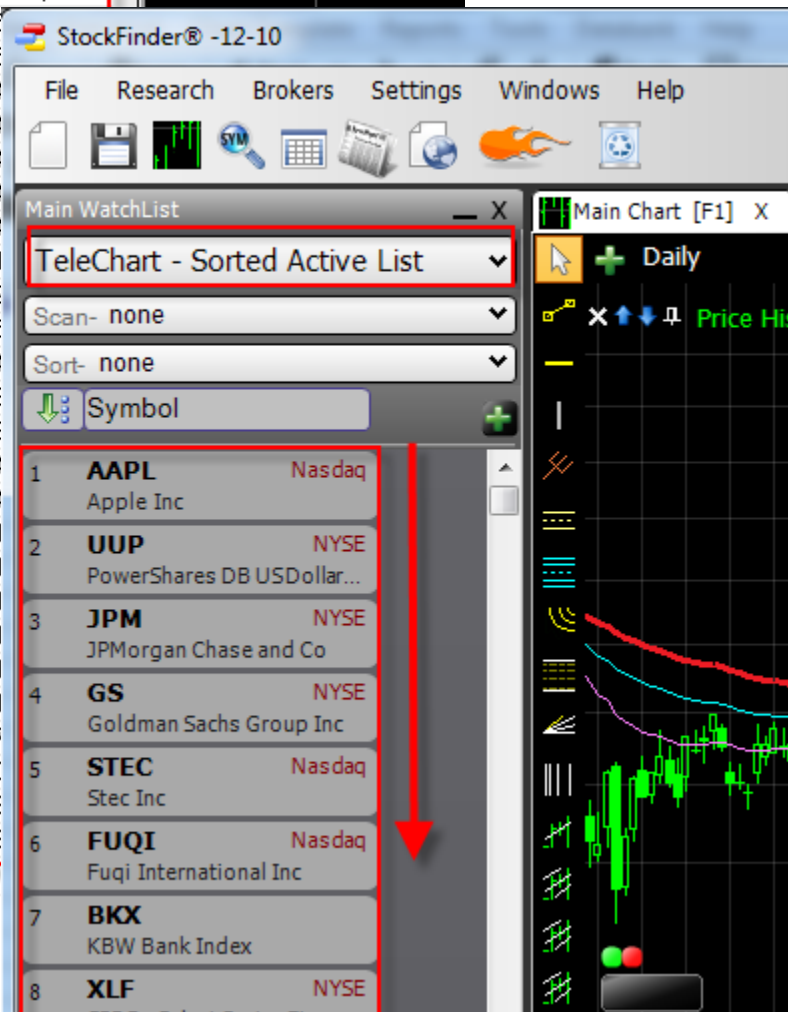 StockFinder® -12-10
File Research Brokers Settings Windows Help
SYM
Main WatchList X
Main Chart [F1] X
TeleChart - Sorted Active List
Daily
Scan- none
Price His
Sort- none
Symbol
1 AAPL Nasdaq
Apple Inc
2 UUP NYSE
PowerShares DB USDollar...
3 JPM NYSE
JPMorgan Chase and Co
4 GS NYSE
Goldman Sachs Group Inc
5 STEC Nasdaq
Stec Inc
6 FUQI Nasdaq
Fuqi International Inc
7 BKX
KBW Bank Index
8 XLF NYSE